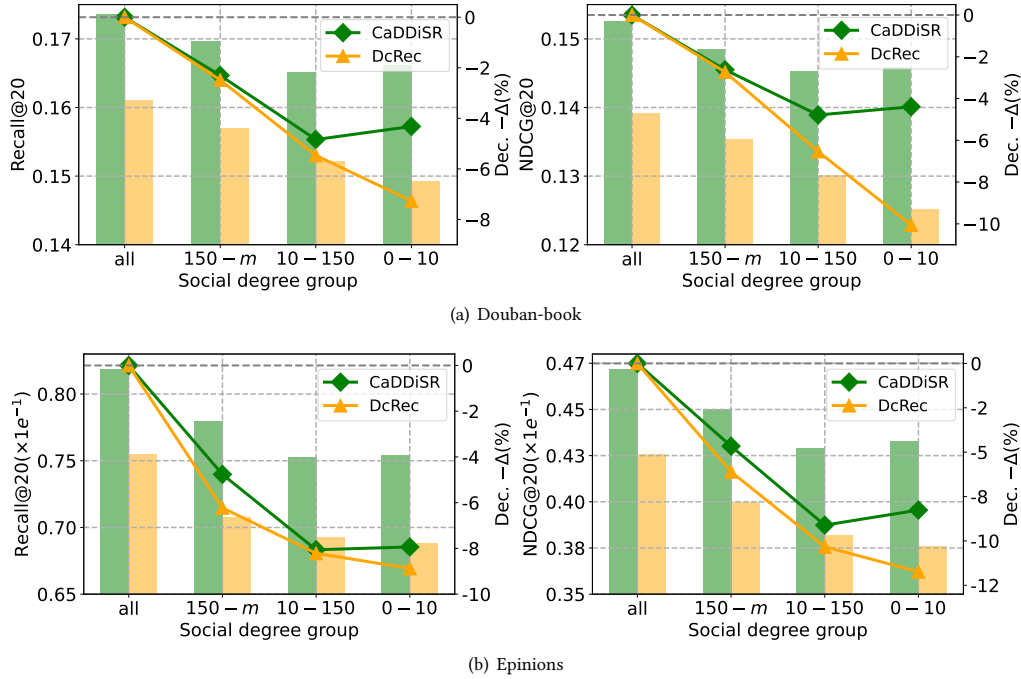 Recall@20
0.17
0.16
0.15
0.14
CaDDiSR
DcRec
0
−2
−4
−6
−8
Dec. −Δ(%)
all
150−m
10−150
0−10
Social degree group
NDCG@20
0.15
0.14
0.13
0.12
CaDDiSR
DcRec
0
−2
−4
−6
−8
−10
Dec. −Δ(%)
all
150−m
10−150
0−10
Social degree group
(a) Douban-book
Recall@20(×1e⁻¹)
0.80
0.75
0.70
0.65
CaDDiSR
DcRec
0
−2
−4
−6
−8
-10
Dec. −Δ(%)
all
150−m
10−150
0−10
Social degree group
NDCG@20(×1e⁻¹)
0.47
0.45
0.43
0.40
0.38
0.35
CaDDiSR
DcRec
0
−2
−5
−8
−10
−12
Dec. −Δ(%)
all
150−m
10−150
0−10
Social degree group
(b) Epinions